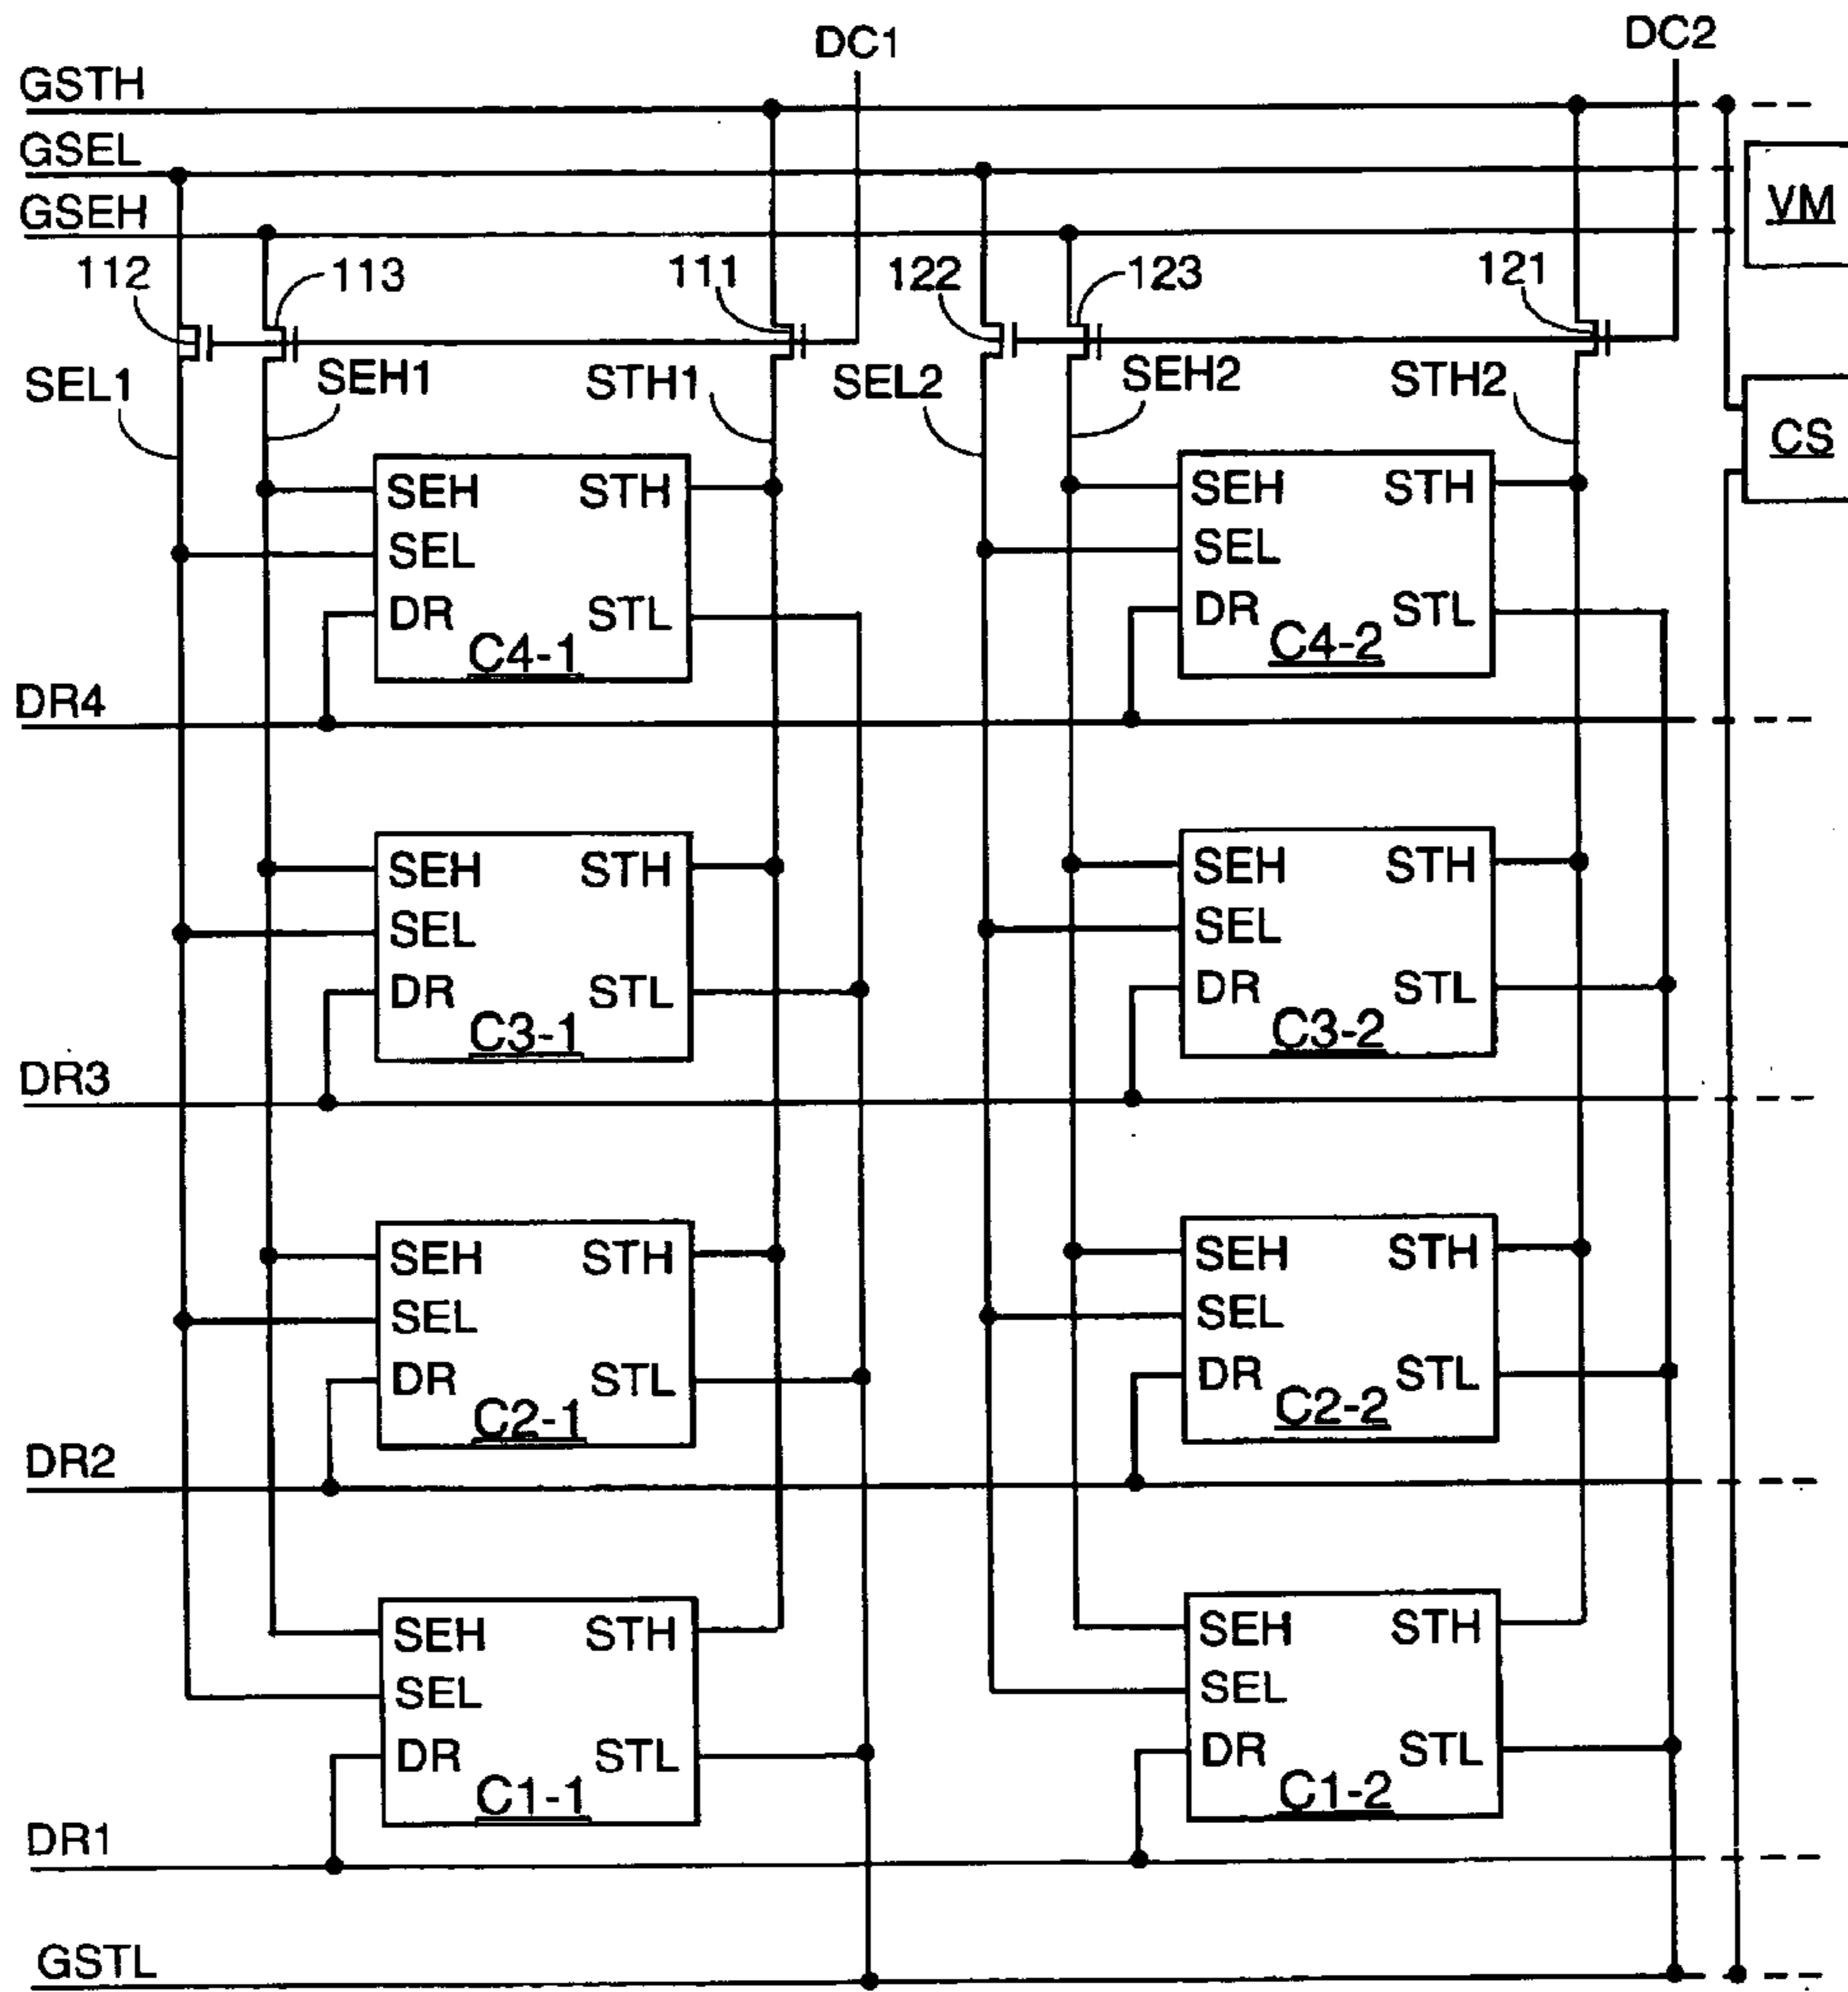 DC1
DC2
GSTH
GSEL
VM
GSEH
112
113
111
122
123
121
SEL1
SEH1
STH1
SEL2
SEH2
STH2
CS
SEH STH
SEL
DR STL
C4-1
SEH STH
SEL
DR STL
C4-2
DR4
SEH STH
SEL
DR STL
C3-1
SEH STH
SEL
DR STL
C3-2
DR3
SEH STH
SEL
DR STL
C2-1
SEH STH
SEL
DR STL
C2-2
DR2
SEH STH
SEL
DR STL
C1-1
SEH STH
SEL
DR STL
C1-2
DR1
GSTL